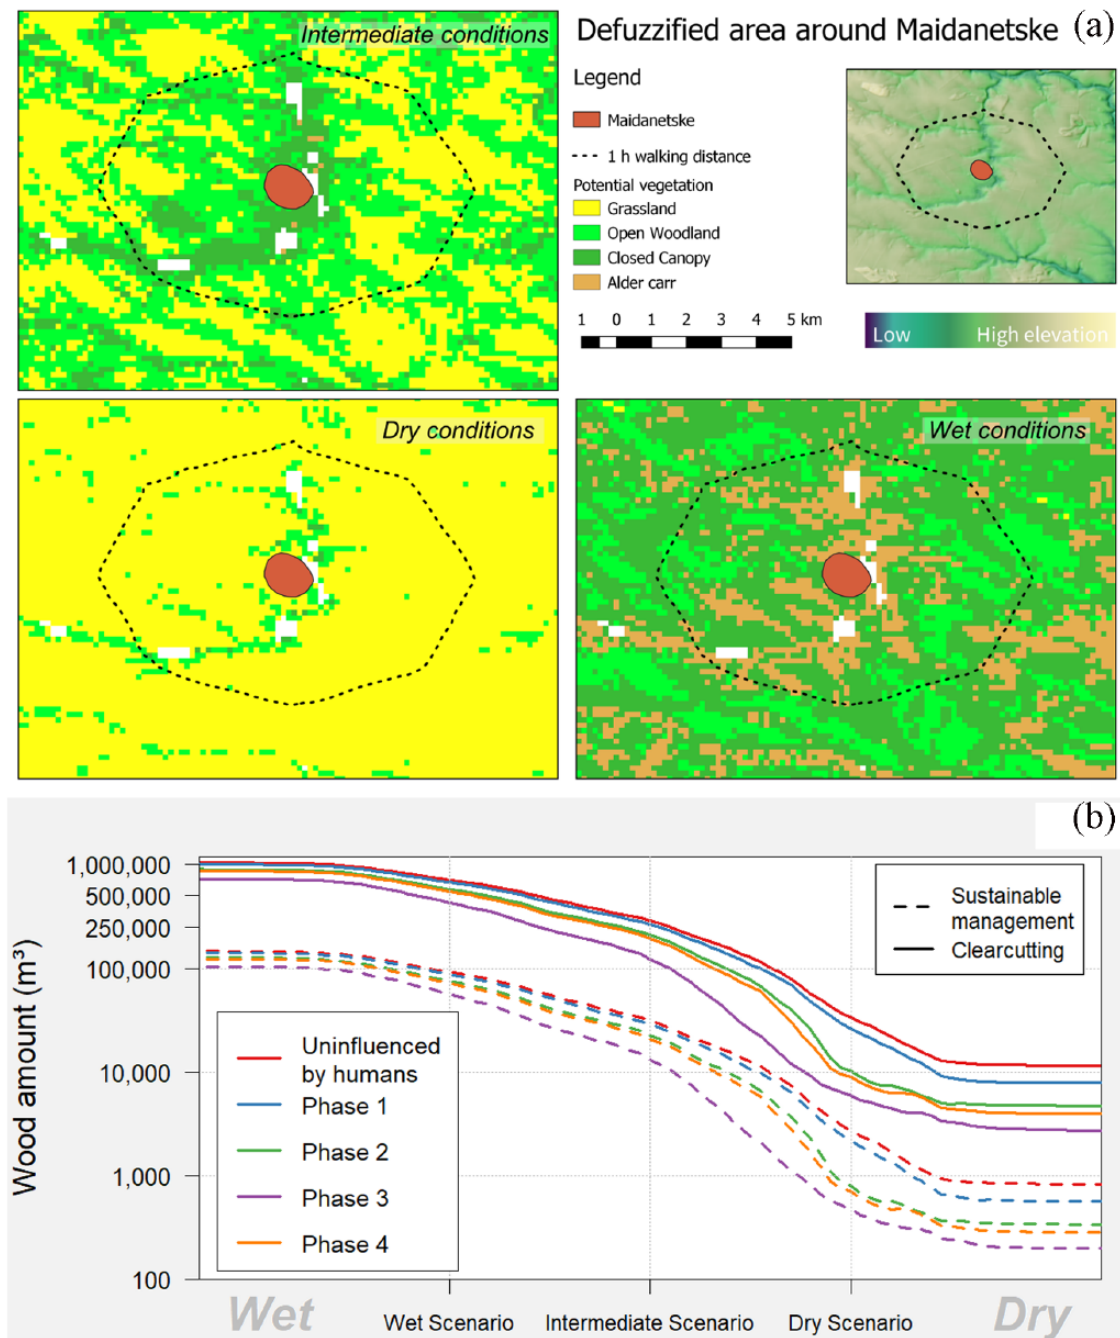 Intermediate conditions
Defuzzified area around Maidanetske
(a)
Legend
Maidanetske
1 h walking distance
Potential vegetation
Grassland
Open Woodland
Closed Canopy
Alder carr
1 0 1 2 3 4 5 km
Low High elevation
Dry conditions
Wet conditions
(b)
Wood amount (m³)
1,000,000
500,000
250,000
100,000
10,000
1,000
100
Sustainable
management
Clearcutting
Uninfluenced
by humans
Phase 1
Phase 2
Phase 3
Phase 4
Wet
Wet Scenario
Intermediate Scenario
Dry Scenario
Dry